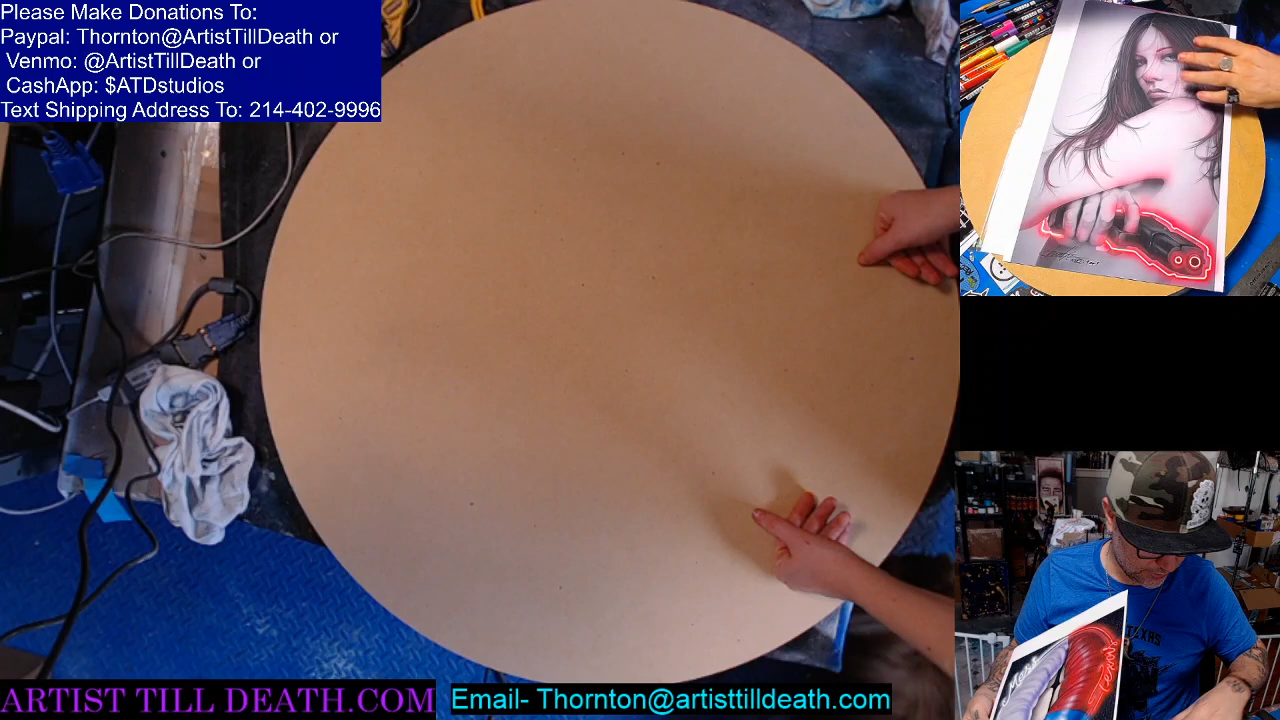 Please Make Donations To:
Paypal: Thornton@ArtistTillDeath or
Venmo: @ArtistTillDeath or
CashApp: $ATDstudios
Text Shipping Address To: 214-402-9996
TEXAS
ARTIST TILL DEATH.COM
Email- Thornton@artisttilldeath.com